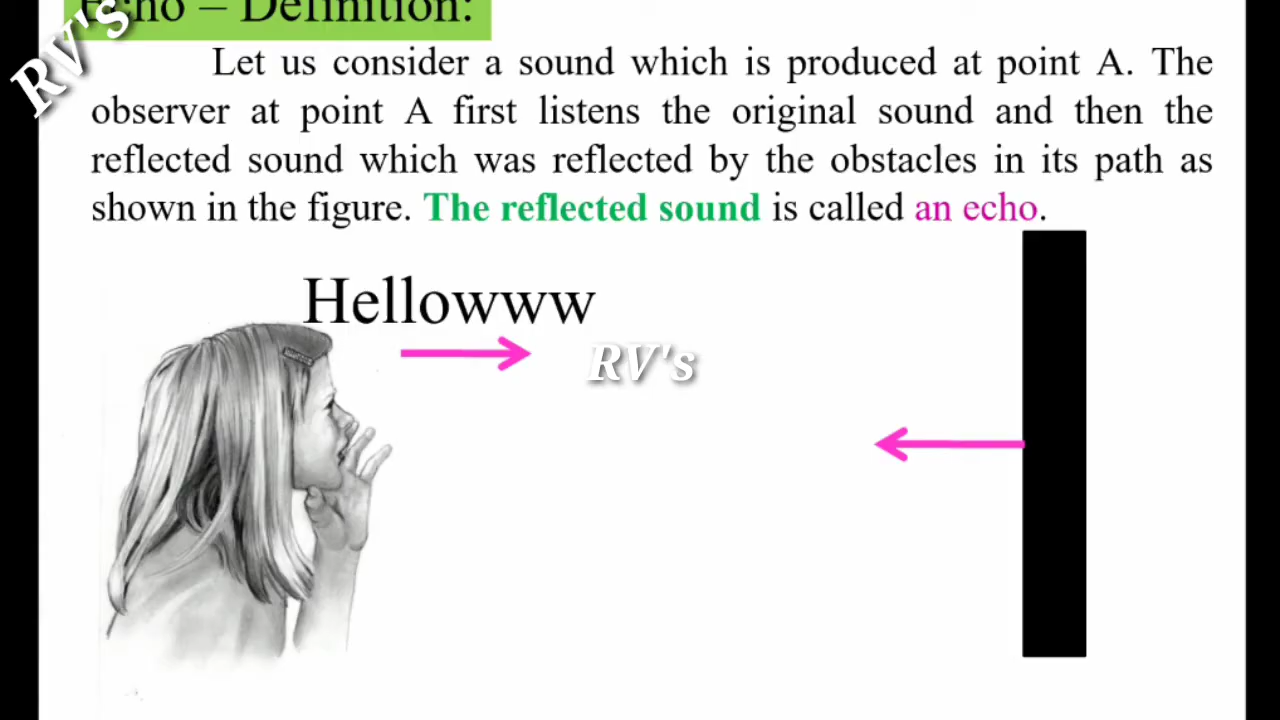 Echo – Definition:
RV's
Let us consider a sound which is produced at point A. The
observer at point A first listens the original sound and then the
reflected sound which was reflected by the obstacles in its path as
shown in the figure. The reflected sound is called an echo.
Hellowww
RV's